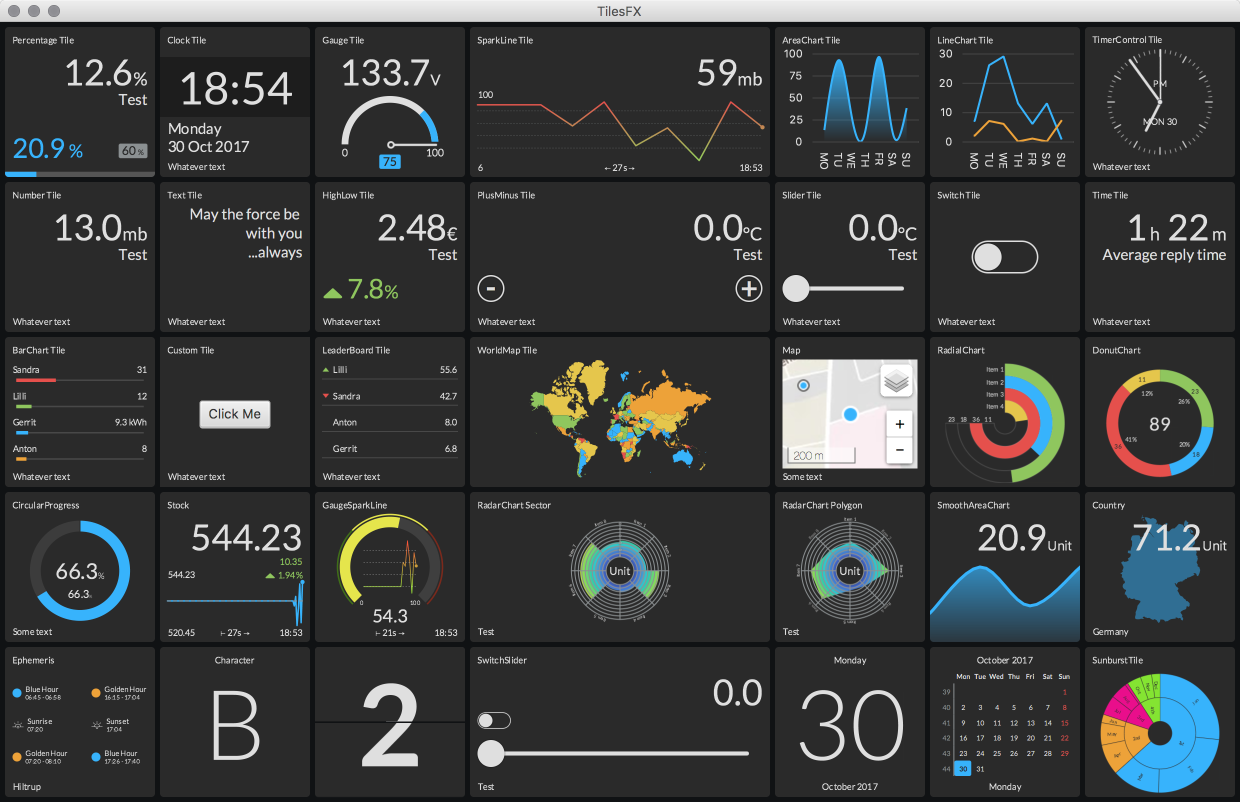 TilesFX
Percentage Tile
12.6%
Test
20.9 %
60 %
Clock Tile
18:54
Monday
30 Oct 2017
Whatever text
Gauge Tile
133.7V
0
100
75
SparkLine Tile
59mb
100
6
←27s→
18:53
AreaChart Tile
100
75
50
25
0
MO TU WE TH FR SA SU
LineChart Tile
30
20
10
0
MO TU WE TH FR SA SU
TimerControl Tile
PM
MON 30
Whatever text
Number Tile
13.0mb
Test
Whatever text
Text Tile
May the force be
with you
...always
Whatever text
HighLow Tile
2.48€
Test
7.8%
Whatever text
PlusMinus Tile
0.0°C
Test
- +
Whatever text
Slider Tile
0.0°C
Test
Whatever text
Switch Tile
Whatever text
Time Tile
1h 22m
Average reply time
Whatever text
BarChart Tile
Sandra 31
Lilli 12
Gerrit 9.3 kWh
Anton 8
Whatever text
Custom Tile
Click Me
Whatever text
LeaderBoard Tile
Lilli 55.6
Sandra 42.7
Anton 8.0
Gerrit 6.8
Whatever text
WorldMap Tile
Map
+
−
200 m
Some text
RadialChart
Item 1
Item 2
Item 3
Item 4
23 18 36 11
DonutChart
11
23
12%
26%
89
41%
20%
18
CircularProgress
66.3%
66.3%
Some text
Stock
544.23
10.35
544.23
1.94%
520.45
⊢ 27s →
18:53
GaugeSparkLine
0
100
54.3
⊢ 21s →
18:53
RadarChart Sector
Item 1
Unit
Test
RadarChart Polygon
Item 1
Unit
Test
SmoothAreaChart
20.9Unit
Country
71.2Unit
Germany
Ephemeris
Blue Hour
06:45 - 06:58
Golden Hour
16:15 - 17:04
Sunrise
07:20
Sunset
17:04
Golden Hour
07:20 - 08:10
Blue Hour
17:26 - 17:40
Hiltrup
Character
B
2
SwitchSlider
0.0
Test
Monday
30
October 2017
October 2017
Mon Tue Wed Thu Fri Sat Sun
39 1
40 2 3 4 5 6 7 8
41 9 10 11 12 13 14 15
42 16 17 18 19 20 21 22
43 23 24 25 26 27 28 29
44 30 31
Monday
SunburstTile